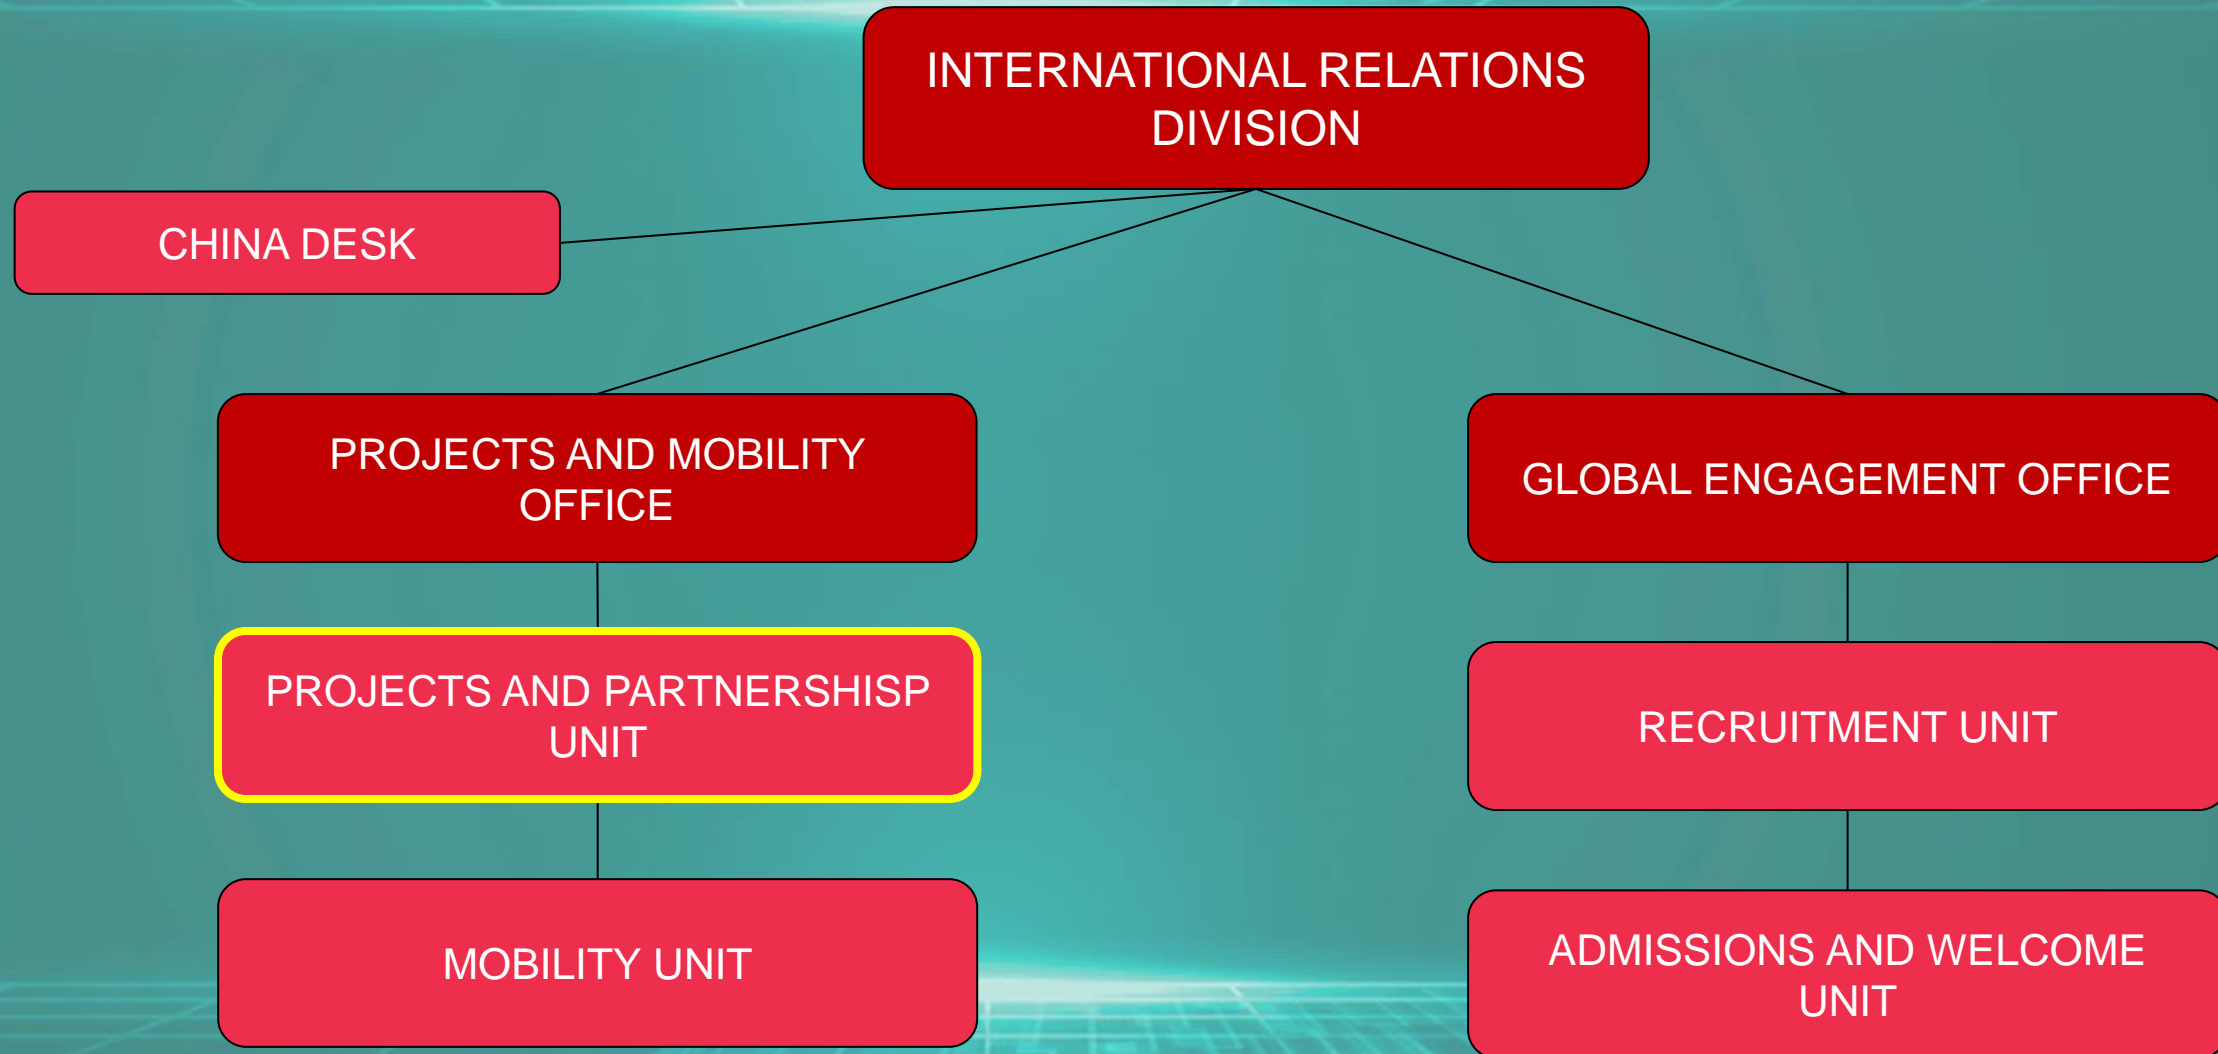 INTERNATIONAL RELATIONS
DIVISION
CHINA DESK
PROJECTS AND MOBILITY
OFFICE
GLOBAL ENGAGEMENT OFFICE
PROJECTS AND PARTNERSHISP
UNIT
RECRUITMENT UNIT
MOBILITY UNIT
ADMISSIONS AND WELCOME
UNIT